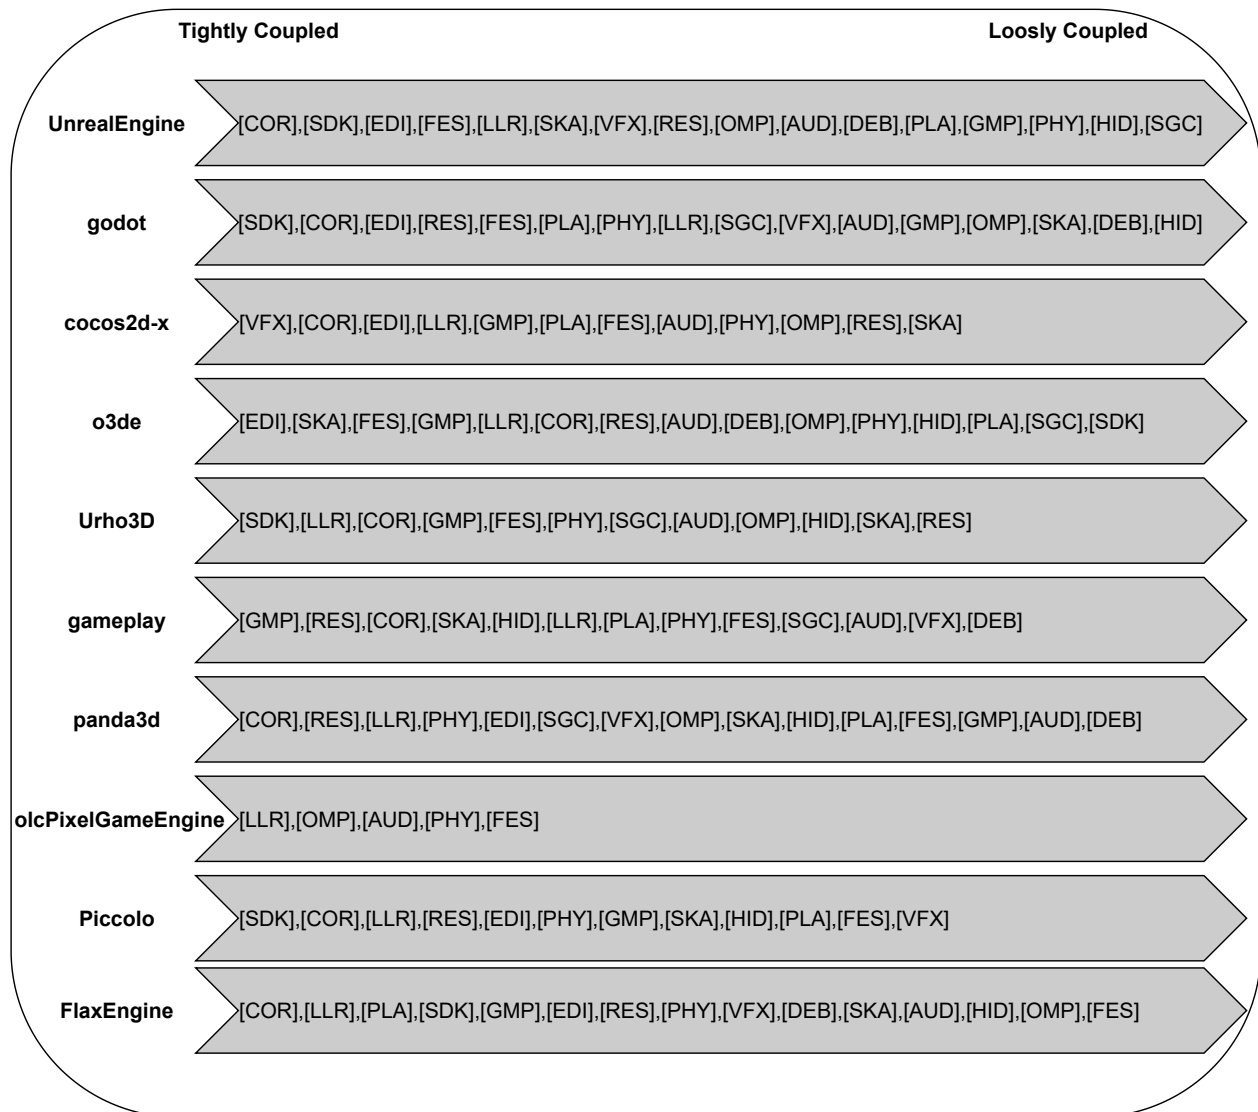 Tightly Coupled Loosly Coupled
UnrealEngine [COR],[SDK],[EDI],[FES],[LLR],[SKA],[VFX],[RES],[OMP],[AUD],[DEB],[PLA],[GMP],[PHY],[HID],[SGC]
godot [SDK],[COR],[EDI],[RES],[FES],[PLA],[PHY],[LLR],[SGC],[VFX],[AUD],[GMP],[OMP],[SKA],[DEB],[HID]
cocos2d-x [VFX],[COR],[EDI],[LLR],[GMP],[PLA],[FES],[AUD],[PHY],[OMP],[RES],[SKA]
o3de [EDI],[SKA],[FES],[GMP],[LLR],[COR],[RES],[AUD],[DEB],[OMP],[PHY],[HID],[PLA],[SGC],[SDK]
Urho3D [SDK],[LLR],[COR],[GMP],[FES],[PHY],[SGC],[AUD],[OMP],[HID],[SKA],[RES]
gameplay [GMP],[RES],[COR],[SKA],[HID],[LLR],[PLA],[PHY],[FES],[SGC],[AUD],[VFX],[DEB]
panda3d [COR],[RES],[LLR],[PHY],[EDI],[SGC],[VFX],[OMP],[SKA],[HID],[PLA],[FES],[GMP],[AUD],[DEB]
olcPixelGameEngine [LLR],[OMP],[AUD],[PHY],[FES]
Piccolo [SDK],[COR],[LLR],[RES],[EDI],[PHY],[GMP],[SKA],[HID],[PLA],[FES],[VFX]
FlaxEngine [COR],[LLR],[PLA],[SDK],[GMP],[EDI],[RES],[PHY],[VFX],[DEB],[SKA],[AUD],[HID],[OMP],[FES]